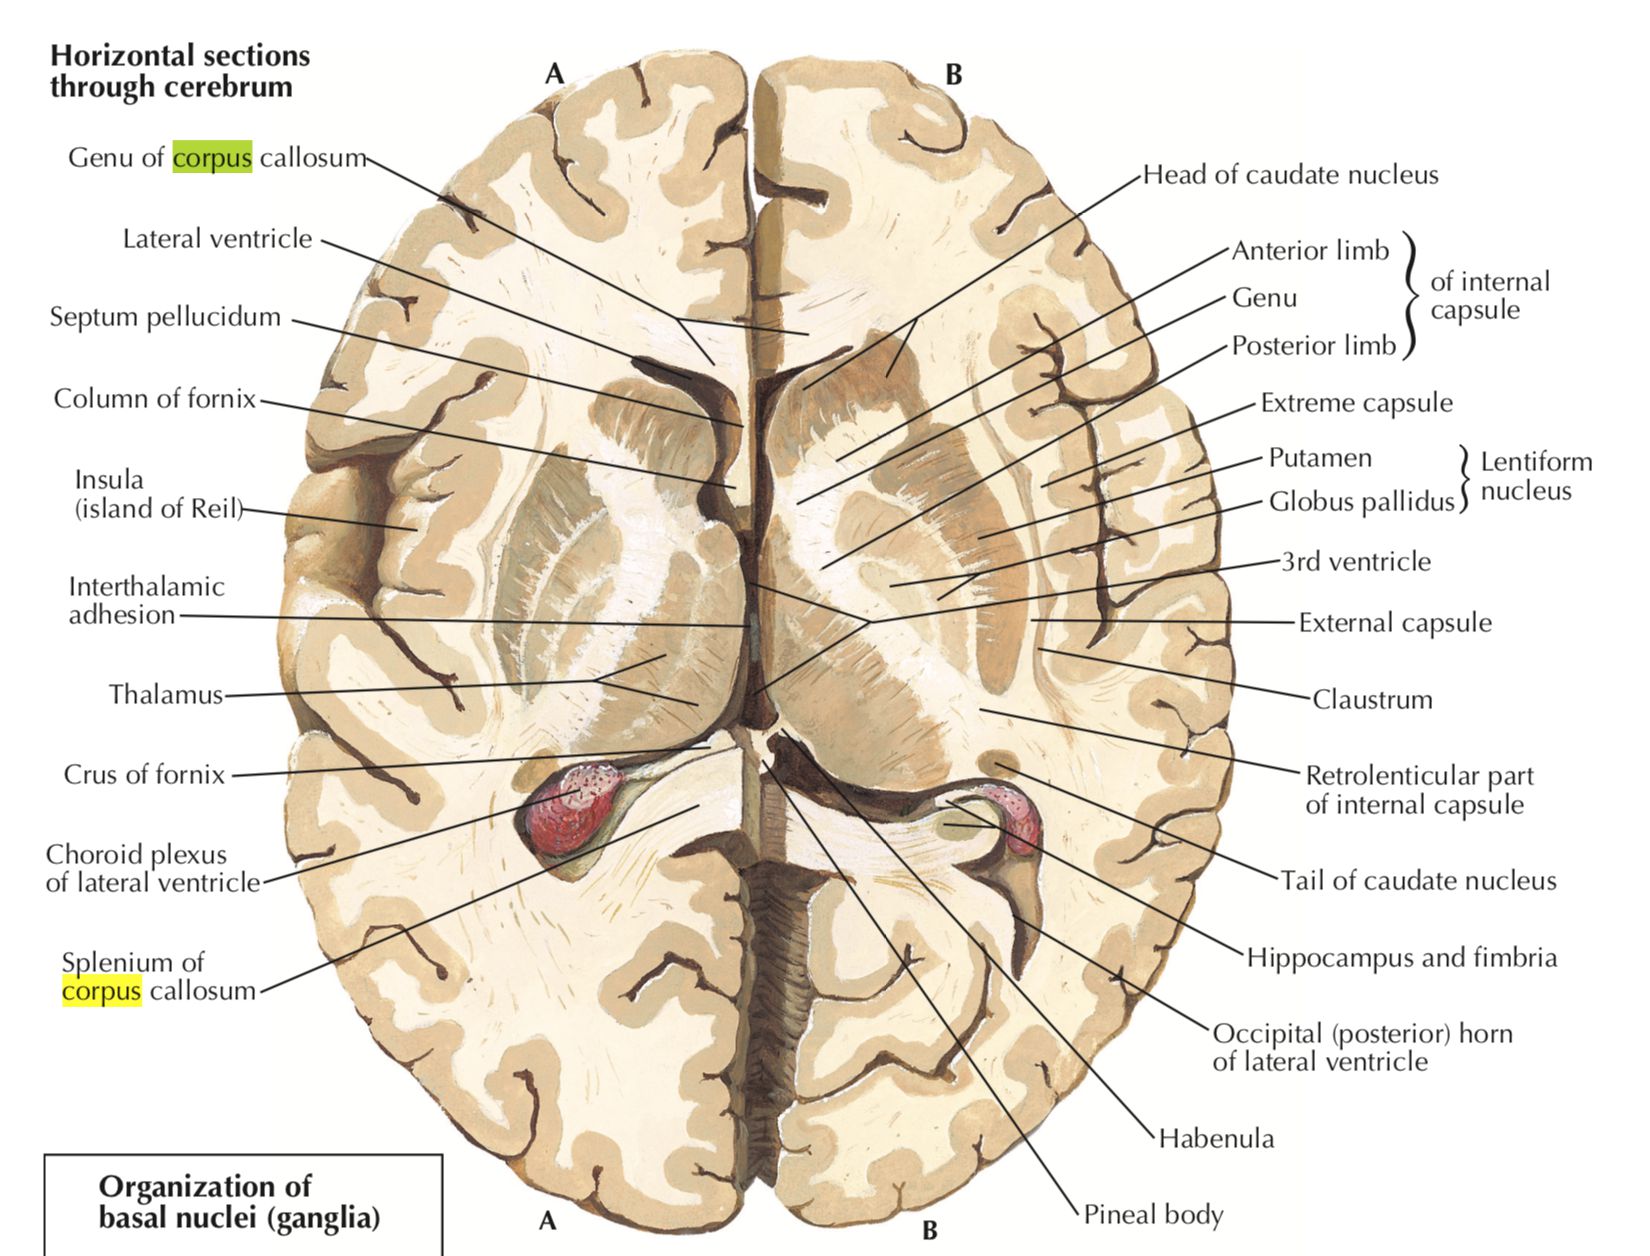 Horizontal sections
through cerebrum
A
B
Genu of corpus callosum
Lateral ventricle
Septum pellucidum
Column of fornix
Insula
(island of Reil)
Interthalamic
adhesion
Thalamus
Crus of fornix
Choroid plexus
of lateral ventricle
Splenium of
corpus callosum
Organization of
basal nuclei (ganglia)
A
B
Head of caudate nucleus
Anterior limb
Genu
Posterior limb
of internal
capsule
Extreme capsule
Putamen
Globus pallidus
Lentiform
nucleus
3rd ventricle
External capsule
Claustrum
Retrolenticular part
of internal capsule
Tail of caudate nucleus
Hippocampus and fimbria
Occipital (posterior) horn
of lateral ventricle
Habenula
Pineal body